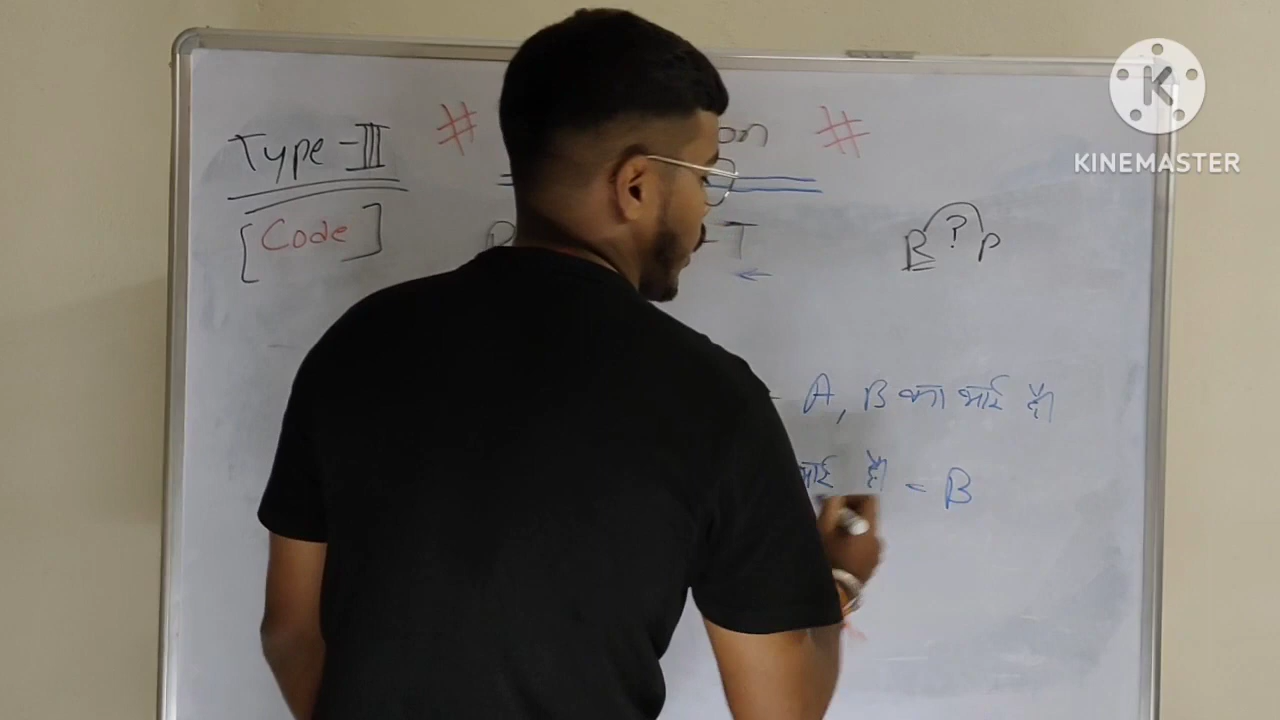 Type-III # on #
[Code] T B ? P
A, B का भाई है
भाई है - B
KINEMASTER